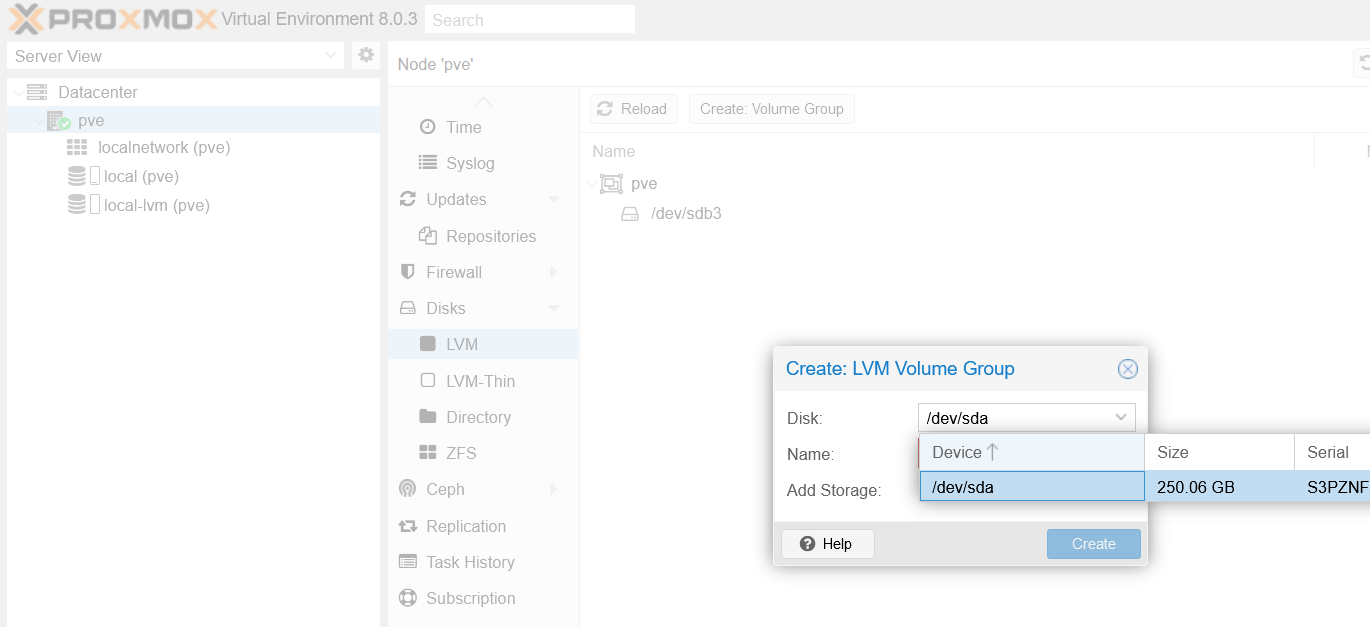 PROXMOX Virtual Environment 8.0.3 Search
Server View
Datacenter
pve
localnetwork (pve)
local (pve)
local-lvm (pve)
Node 'pve'
Time
Syslog
Updates
Repositories
Firewall
Disks
LVM
LVM-Thin
Directory
ZFS
Ceph
Replication
Task History
Subscription
Reload Create: Volume Group
Name
pve
/dev/sdb3
Create: LVM Volume Group
Disk: /dev/sda
Name:
Add Storage:
Device Size Serial
/dev/sda 250.06 GB S3PZNF
Help Create